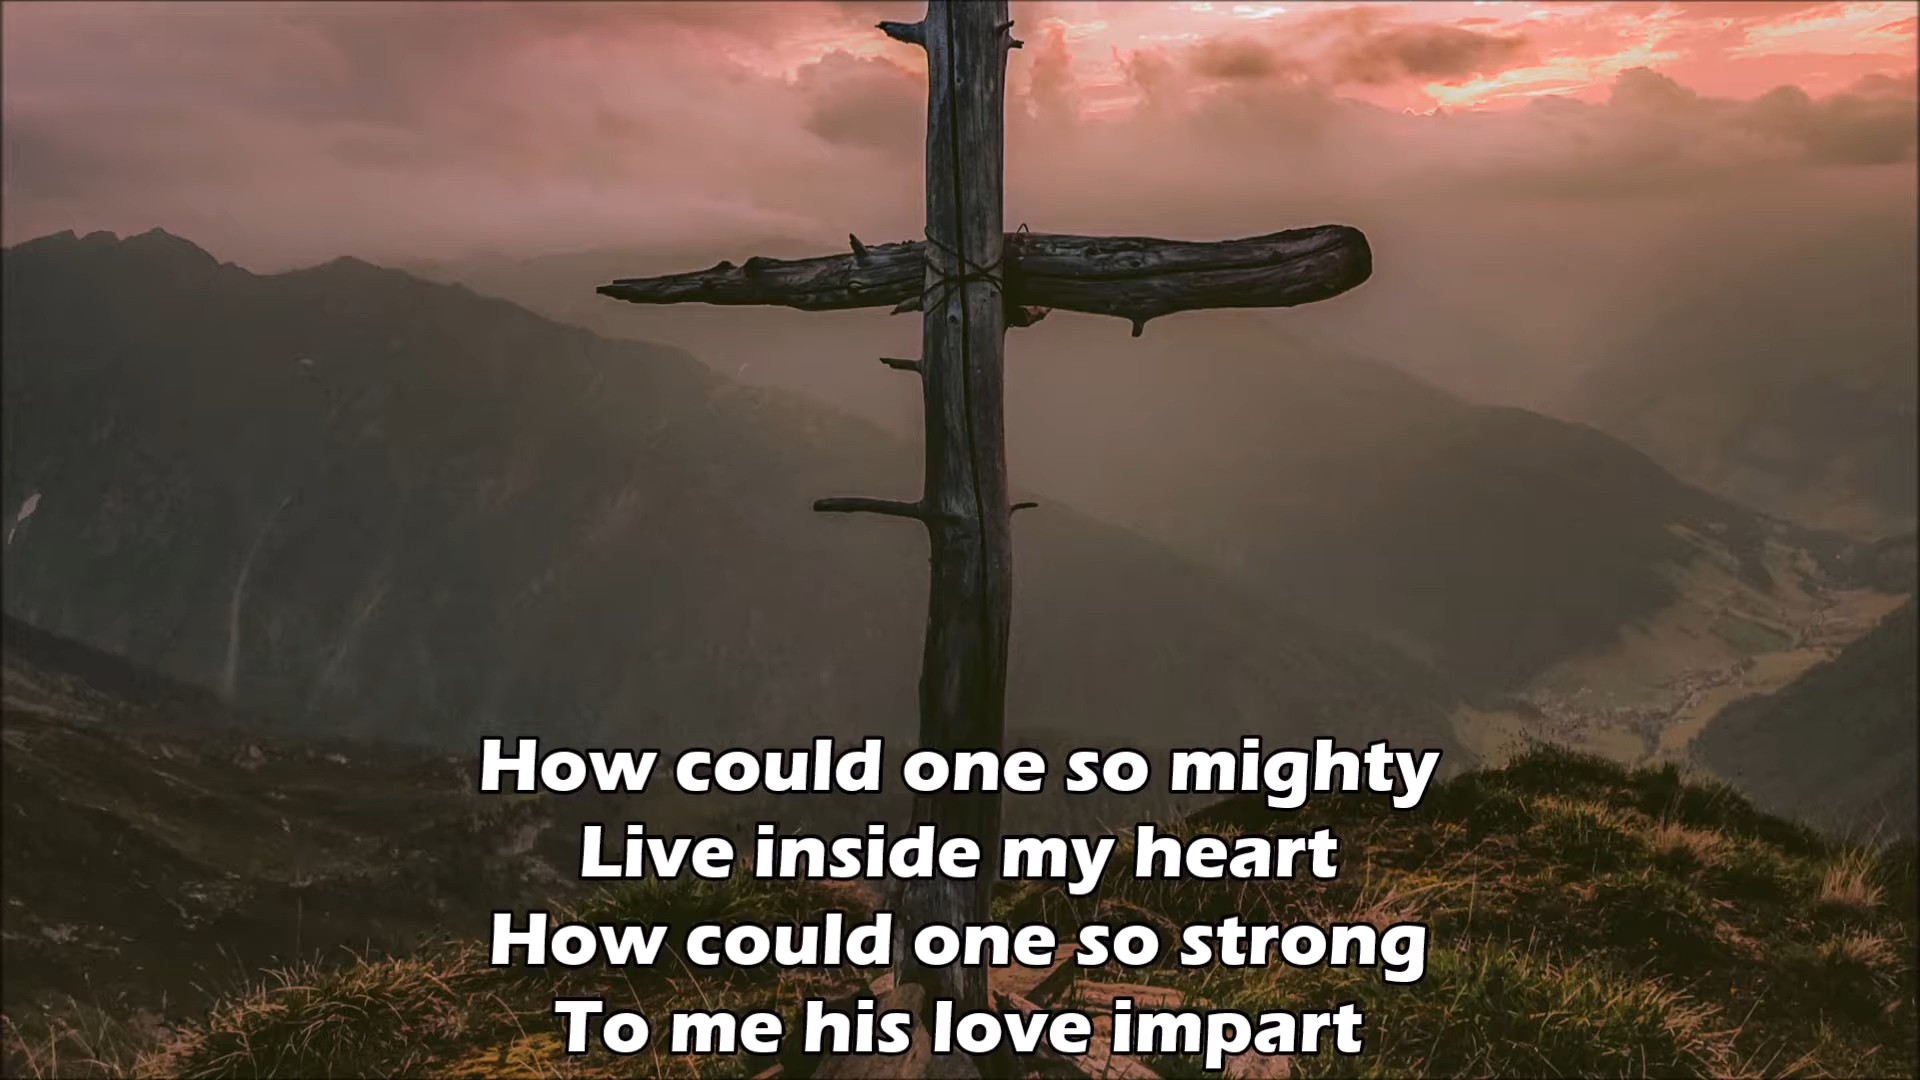 How could one so mighty
Live inside my heart
How could one so strong
To me his love impart